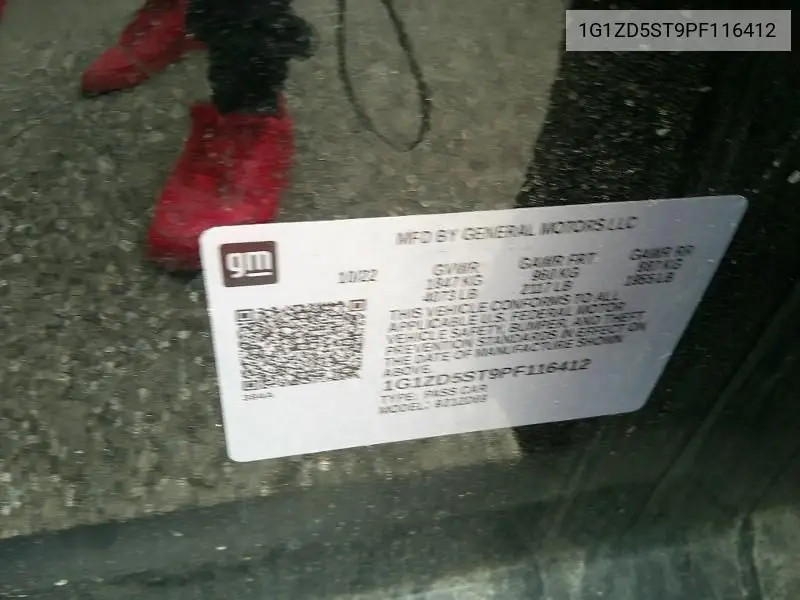 1G1ZD5ST9PF116412
gm
MFD BY GENERAL MOTORS LLC
10/22
GVWR GAWR FRT GAWR RR
1847 KG 960 KG 887 KG
4073 LB 2117 LB 1955 LB
THIS VEHICLE CONFORMS TO ALL
APPLICABLE U.S. FEDERAL MOTOR
VEHICLE SAFETY, BUMPER, AND THEFT
PREVENTION STANDARDS IN EFFECT ON
THE DATE OF MANUFACTURE SHOWN
ABOVE.
1G1ZD5ST9PF116412
TYPE: PASS CAR
MODEL: